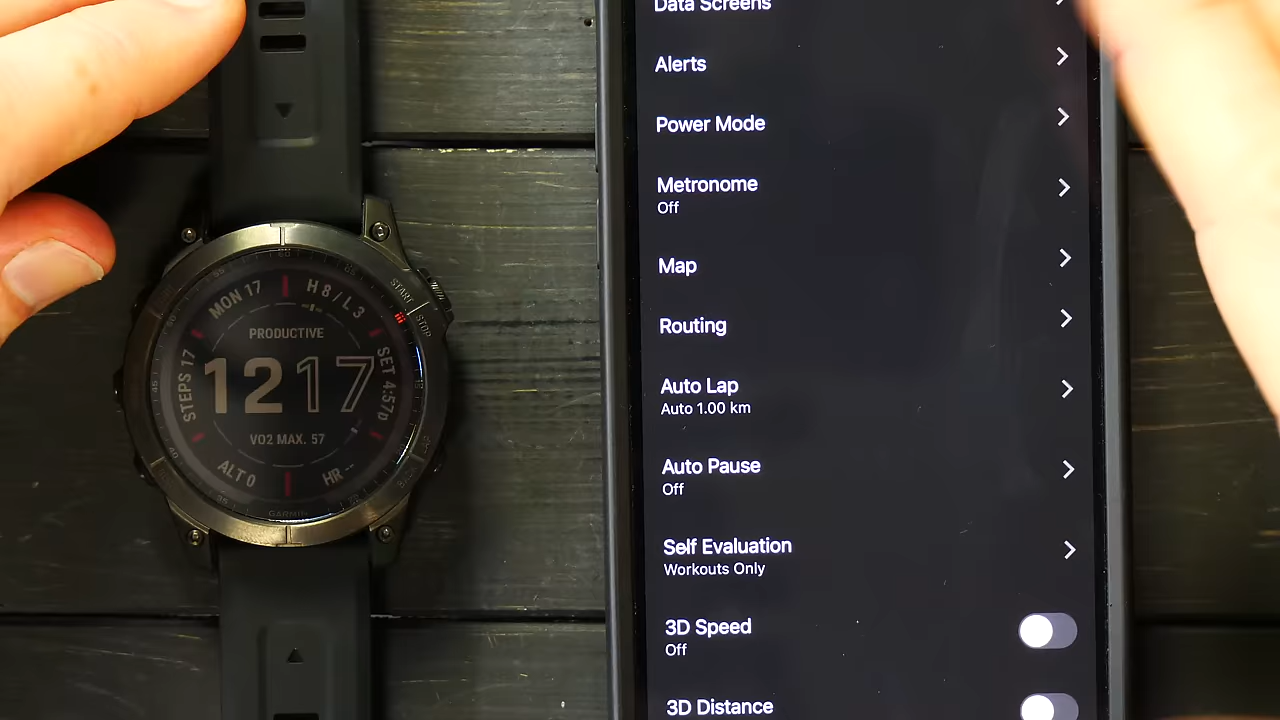 MON 17
H 8 / L 3
START
STOP
PRODUCTIVE
STEPS 17
1217
SET 4:57p
VO2 MAX. 57
ALT 0
HR --
GARMIN
Data Screens
Alerts
Power Mode
Metronome
Off
Map
Routing
Auto Lap
Auto 1.00 km
Auto Pause
Off
Self Evaluation
Workouts Only
3D Speed
Off
3D Distance